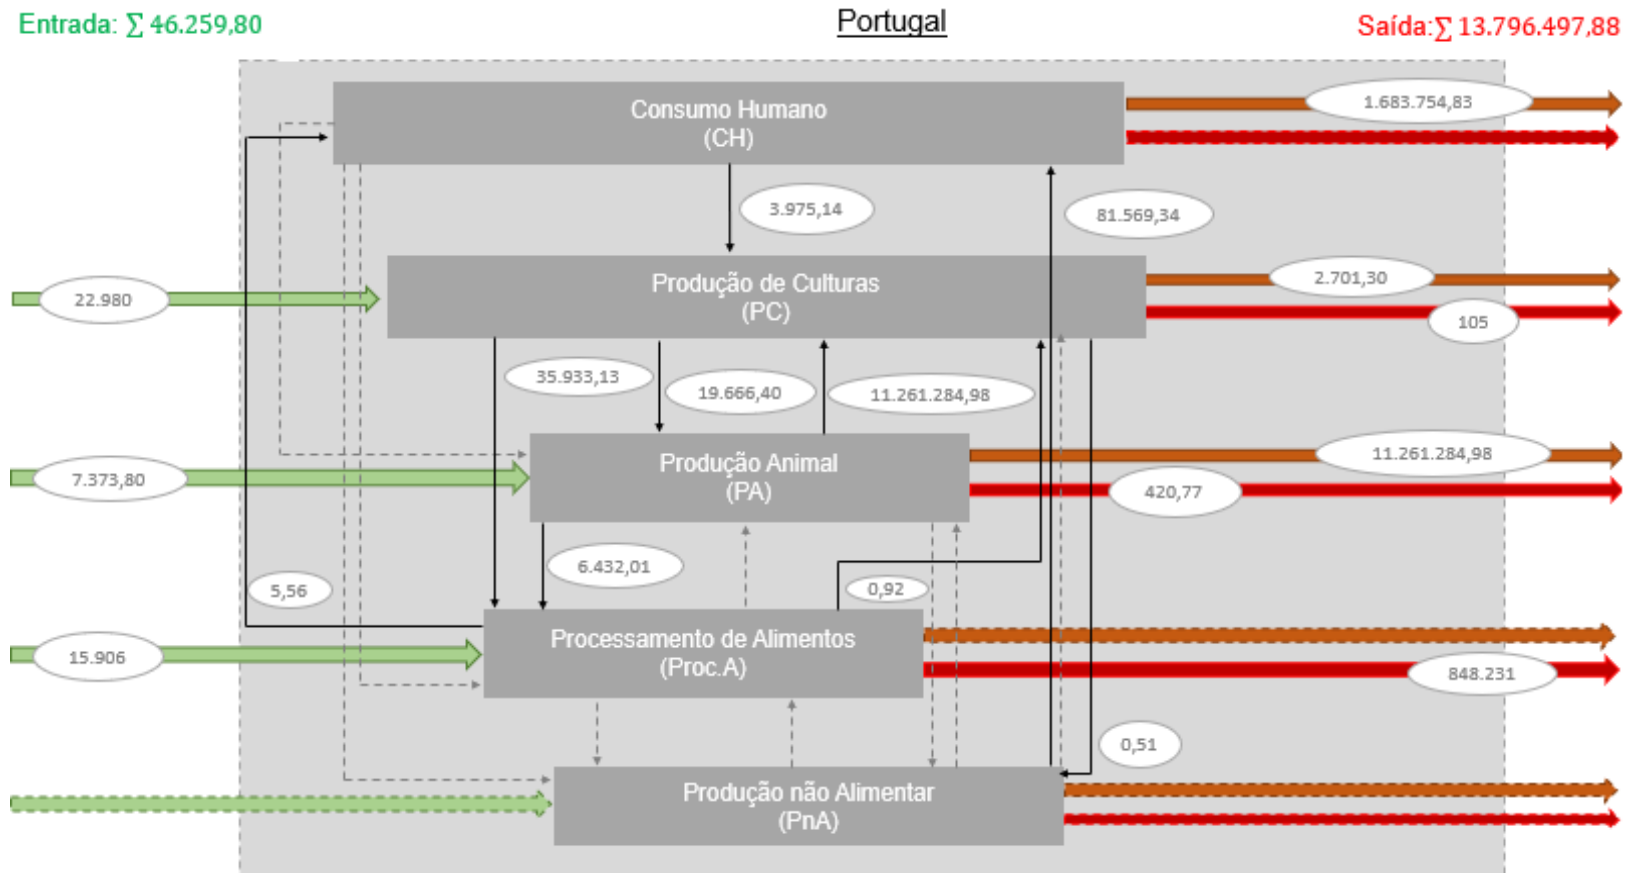 Entrada: ∑ 46.259,80
Portugal
Saída:∑ 13.796.497,88
Consumo Humano
(CH)
1.683.754,83
3.975,14
81.569,34
Produção de Culturas
(PC)
22.980
2.701,30
105
35.933,13
19.666,40
11.261.284,98
Produção Animal
(PA)
7.373,80
11.261.284,98
420,77
6.432,01
5,56
0,92
Processamento de Alimentos
(Proc.A)
15.906
848.231
0,51
Produção não Alimentar
(PnA)